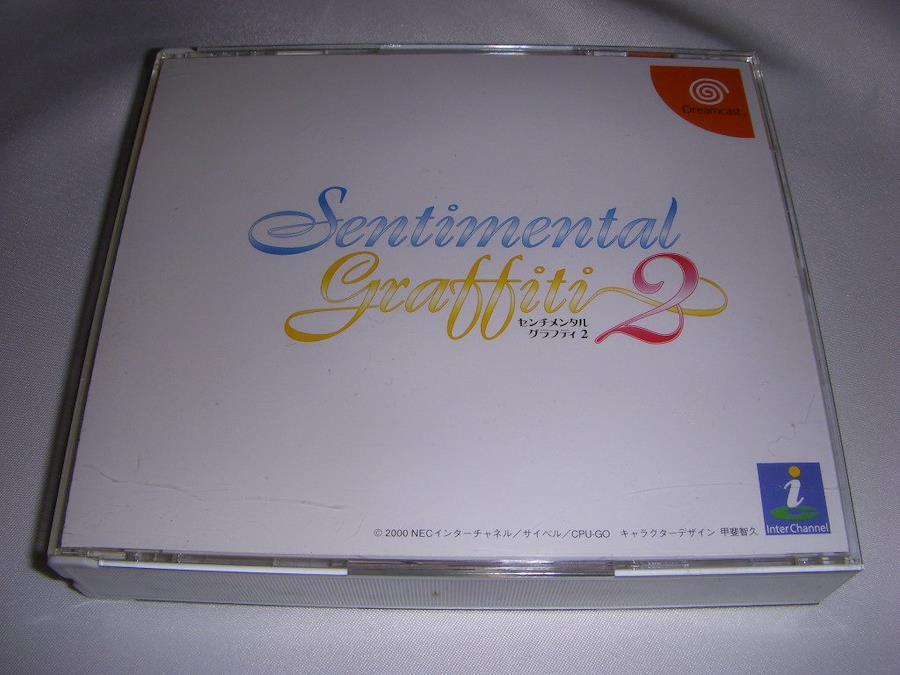 Dreamcast
Sentimental
Graffiti 2
センチメンタル
グラフティ2
© 2000 NECインターチャネル／サイベル／CPU-GO キャラクターデザイン 甲斐智久
InterChannel